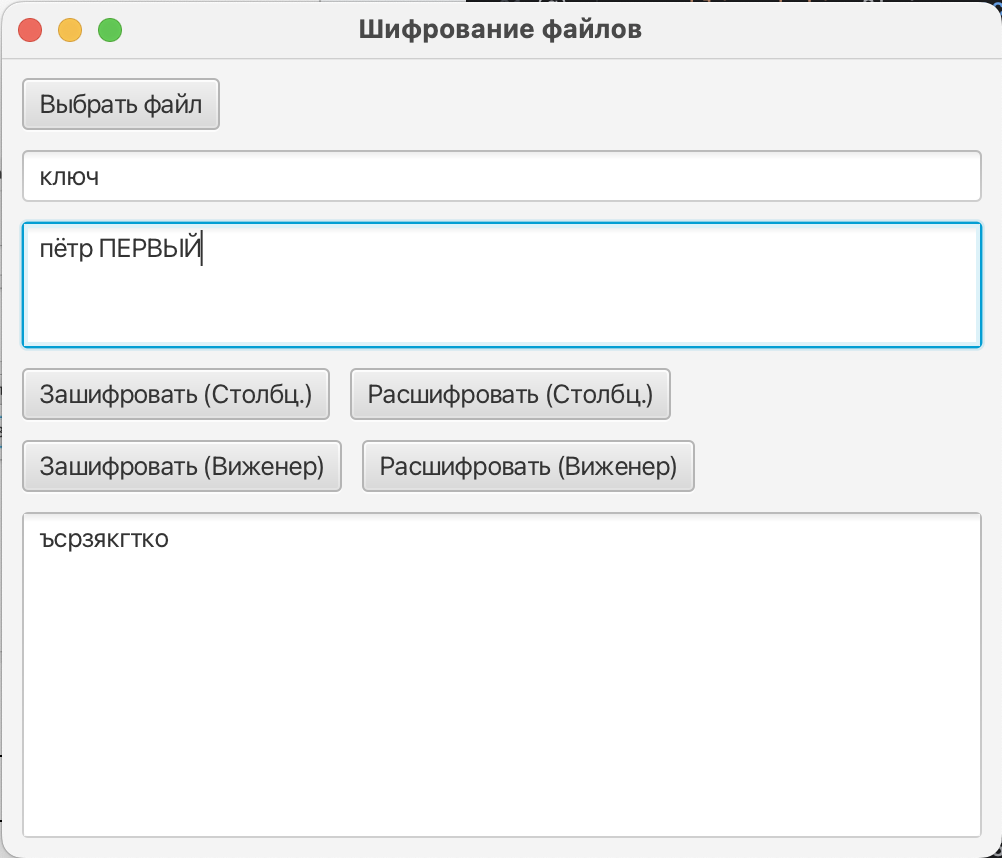 Шифрование файлов
Выбрать файл
ключ
пётр ПЕРВЫЙ
Зашифровать (Столбц.) Расшифровать (Столбц.)
Зашифровать (Виженер) Расшифровать (Виженер)
ъсрзякгтко